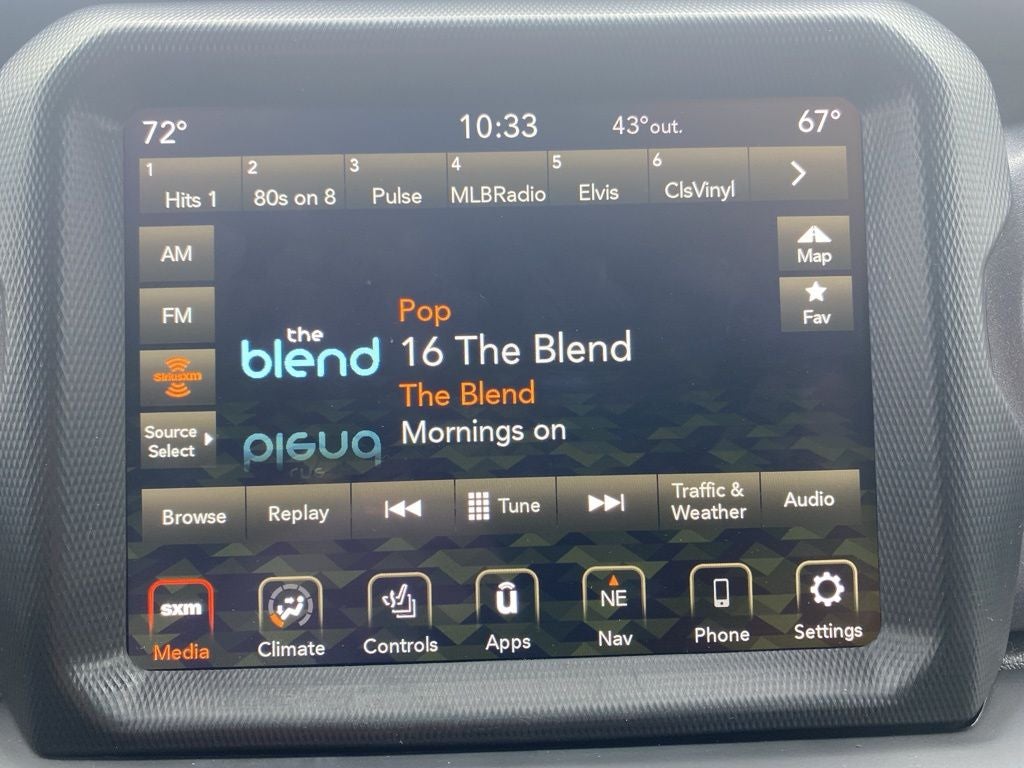 72° 10:33 43° out. 67°
1 Hits 1
2 80s on 8
3 Pulse
4 MLBRadio
5 Elvis
6 ClsVinyl
AM
Map
FM
Fav
siriusxm
Source
Select
the
blend
Pop
16 The Blend
The Blend
Mornings on
Browse
Replay
Tune
Traffic &
Weather
Audio
sxm
Media
Climate
Controls
ū
Apps
NE
Nav
Phone
Settings